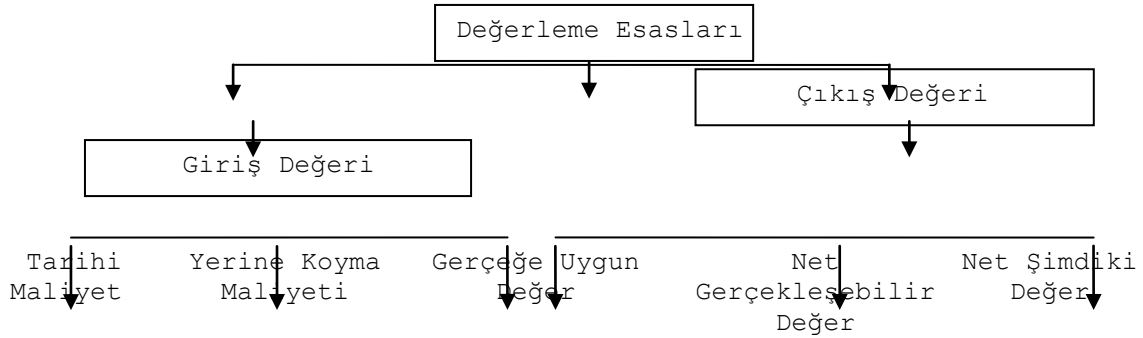 Değerleme Esasları
Çıkış Değeri
Giriş Değeri
Tarihi Yerine Koyma Gerçeğe Uygun Net Net Şimdiki
Maliyet Maliyeti Değer Gerçekleşebilir Değer
Değer